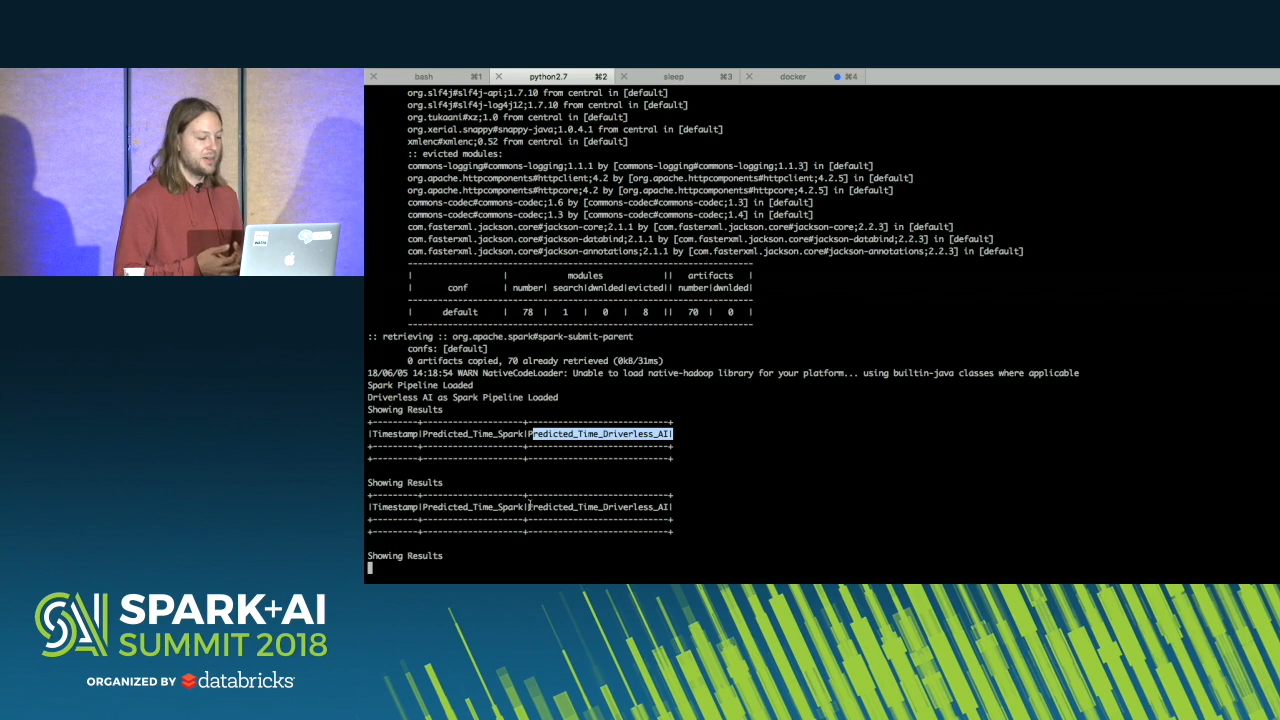 bash ⌘1 python2.7 ⌘2 sleep ⌘3 docker ⌘4
org.slf4j#slf4j-api;1.7.10 from central in [default]
org.slf4j#slf4j-log4j12;1.7.10 from central in [default]
org.tukaani#xz;1.0 from central in [default]
org.xerial.snappy#snappy-java;1.0.4.1 from central in [default]
xmlenc#xmlenc;0.52 from central in [default]
:: evicted modules:
commons-logging#commons-logging;1.1.1 by [commons-logging#commons-logging;1.1.3] in [default]
org.apache.httpcomponents#httpclient;4.2 by [org.apache.httpcomponents#httpclient;4.2.5] in [default]
org.apache.httpcomponents#httpcore;4.2 by [org.apache.httpcomponents#httpcore;4.2.5] in [default]
commons-codec#commons-codec;1.6 by [commons-codec#commons-codec;1.3] in [default]
commons-codec#commons-codec;1.3 by [commons-codec#commons-codec;1.4] in [default]
com.fasterxml.jackson.core#jackson-core;2.1.1 by [com.fasterxml.jackson.core#jackson-core;2.2.3] in [default]
com.fasterxml.jackson.core#jackson-databind;2.1.1 by [com.fasterxml.jackson.core#jackson-databind;2.2.3] in [default]
com.fasterxml.jackson.core#jackson-annotations;2.1.1 by [com.fasterxml.jackson.core#jackson-annotations;2.2.3] in [default]
| | modules || artifacts |
| conf | number| search|dwnlded|evicted|| number|dwnlded|
| default | 78 | 1 | 0 | 8 || 70 | 0 |
:: retrieving :: org.apache.spark#spark-submit-parent
confs: [default]
0 artifacts copied, 70 already retrieved (0kB/31ms)
18/06/05 14:18:54 WARN NativeCodeLoader: Unable to load native-hadoop library for your platform... using builtin-java classes where applicable
Spark Pipeline Loaded
Driverless AI as Spark Pipeline Loaded
Showing Results
|Timestamp|Predicted_Time_Spark|Predicted_Time_Driverless_AI|
Showing Results
|Timestamp|Predicted_Time_Spark|Predicted_Time_Driverless_AI|
Showing Results
SPARK+AI
SUMMIT 2018
ORGANIZED BY databricks